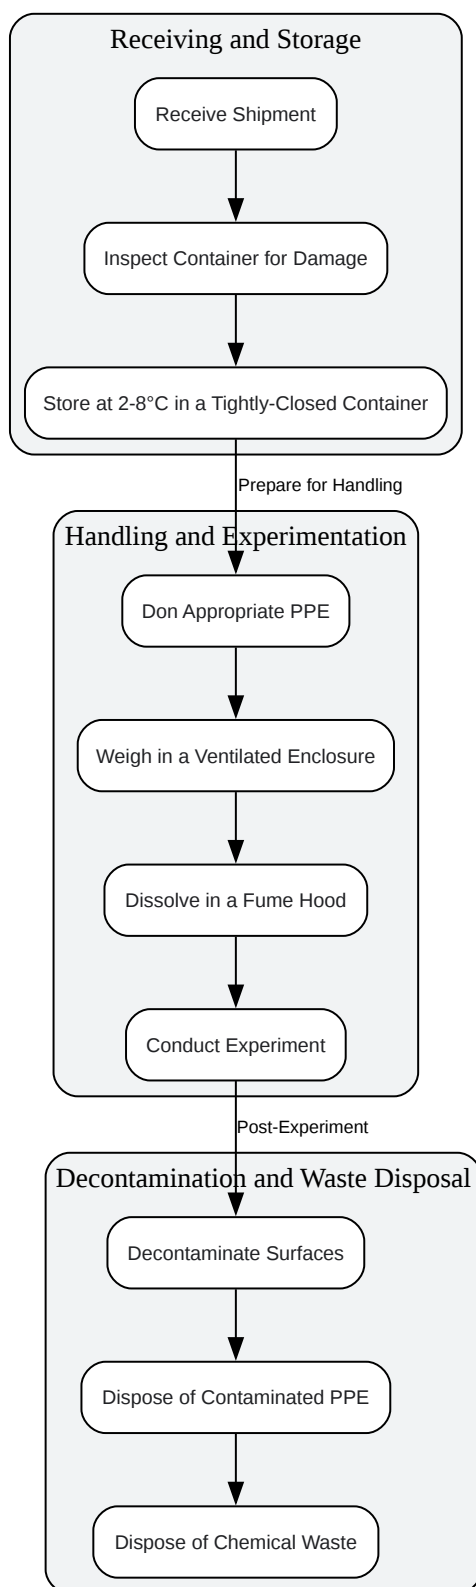 Receiving and Storage
Receive Shipment
Inspect Container for Damage
Store at 2-8°C in a Tightly-Closed Container
Prepare for Handling
Handling and Experimentation
Don Appropriate PPE
Weigh in a Ventilated Enclosure
Dissolve in a Fume Hood
Conduct Experiment
Post-Experiment
Decontamination and Waste Disposal
Decontaminate Surfaces
Dispose of Contaminated PPE
Dispose of Chemical Waste